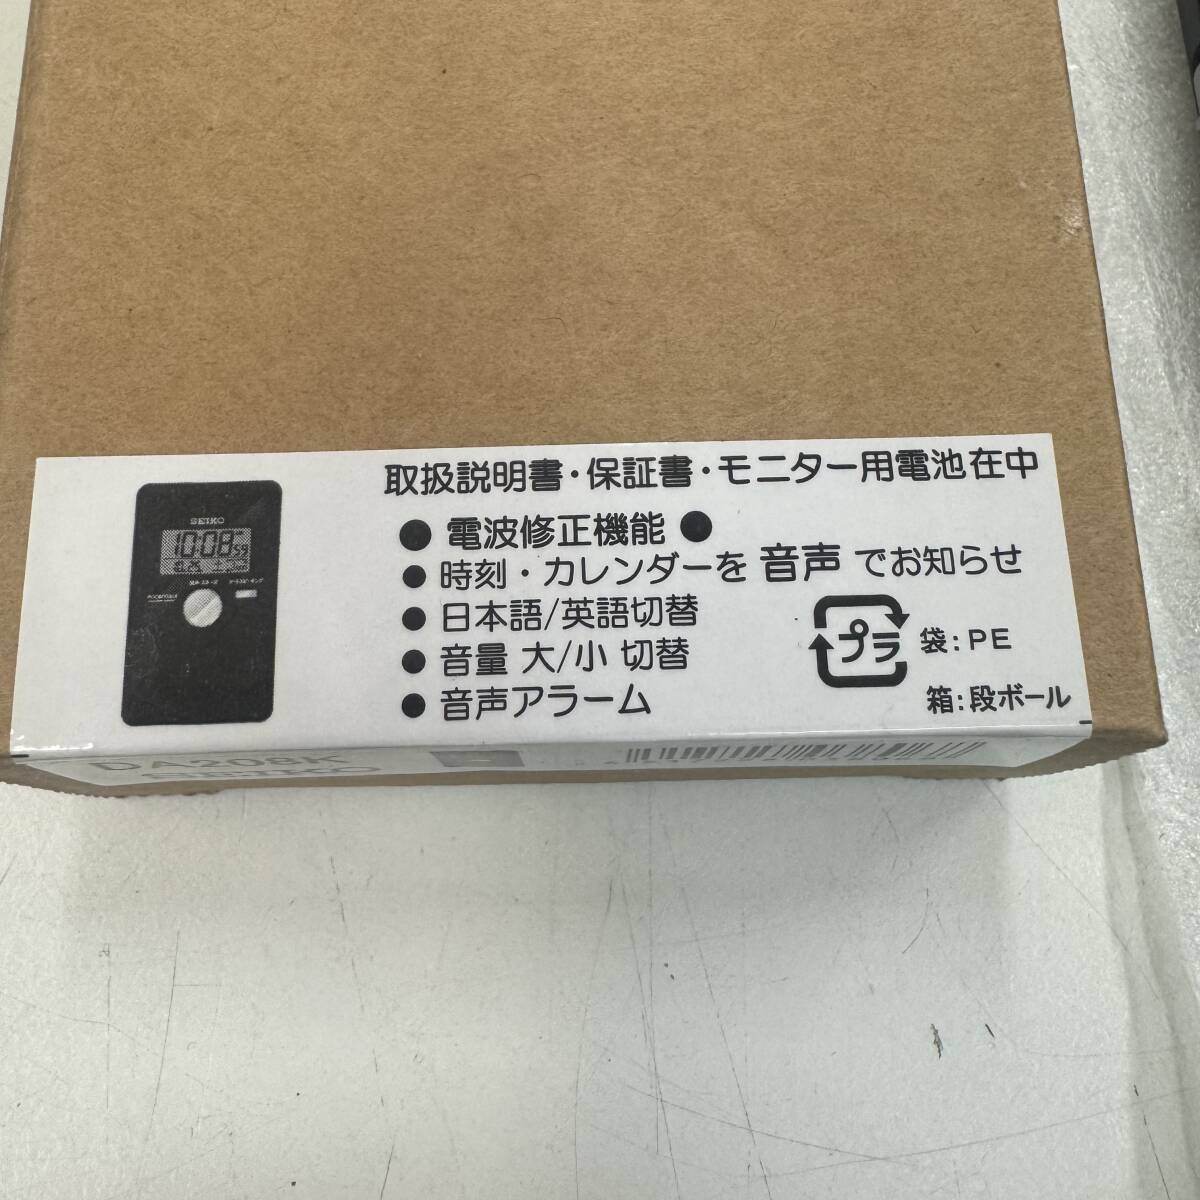 取扱説明書・保証書・モニター用電池在中
● 電波修正機能 ●
● 時刻・カレンダーを 音声 でお知らせ
● 日本語/英語切替
● 音量 大/小 切替
● 音声アラーム
プラ
袋:PE
箱:段ボール
SEIKO
10:08 59
DA208K
SEIKO